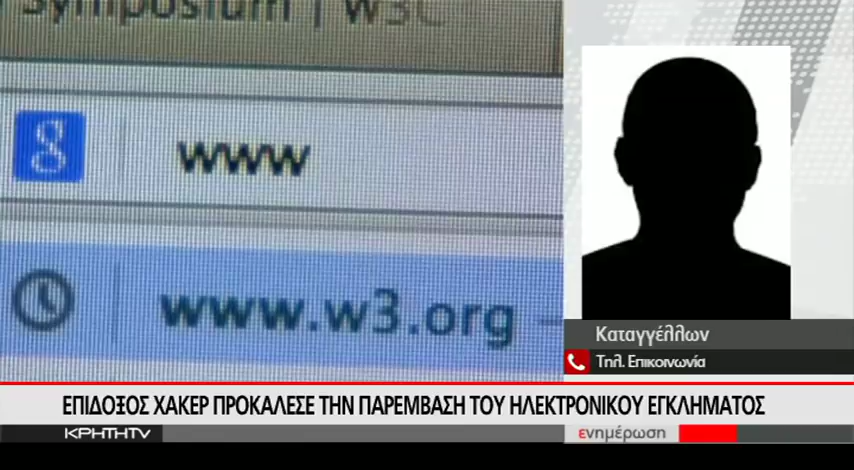 Symposium | W3C
g
www
www.w3.org –
Καταγγέλλων
Τηλ. Επικοινωνία
ΕΠΙΔΟΞΟΣ ΧΑΚΕΡ ΠΡΟΚΑΛΕΣΕ ΤΗΝ ΠΑΡΕΜΒΑΣΗ ΤΟΥ ΗΛΕΚΤΡΟΝΙΚΟΥ ΕΓΚΛΗΜΑΤΟΣ
ΚΡΗΤΗTV
ενημέρωση